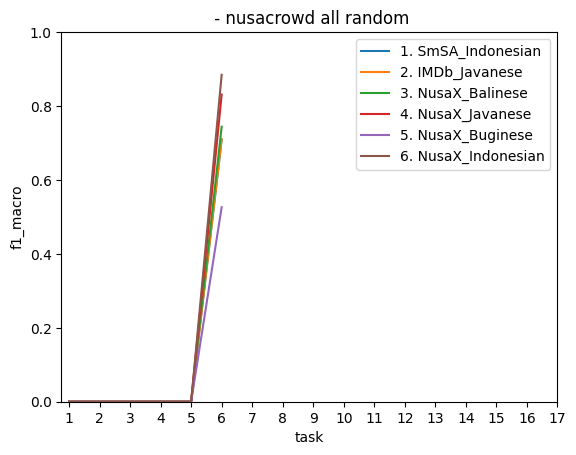 - nusacrowd all random
1.0
0.8
0.6
0.4
0.2
0.0
f1_macro
1. SmSA_Indonesian
2. IMDb_Javanese
3. NusaX_Balinese
4. NusaX_Javanese
5. NusaX_Buginese
6. NusaX_Indonesian
1 2 3 4 5 6 7 8 9 10 11 12 13 14 15 16 17
task